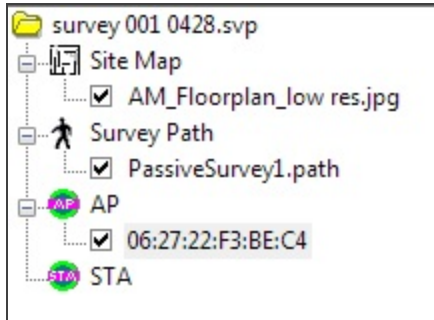 survey 001 0428.svp
Site Map
AM_Floorplan_low res.jpg
Survey Path
PassiveSurvey1.path
AP AP
06:27:22:F3:BE:C4
STA STA